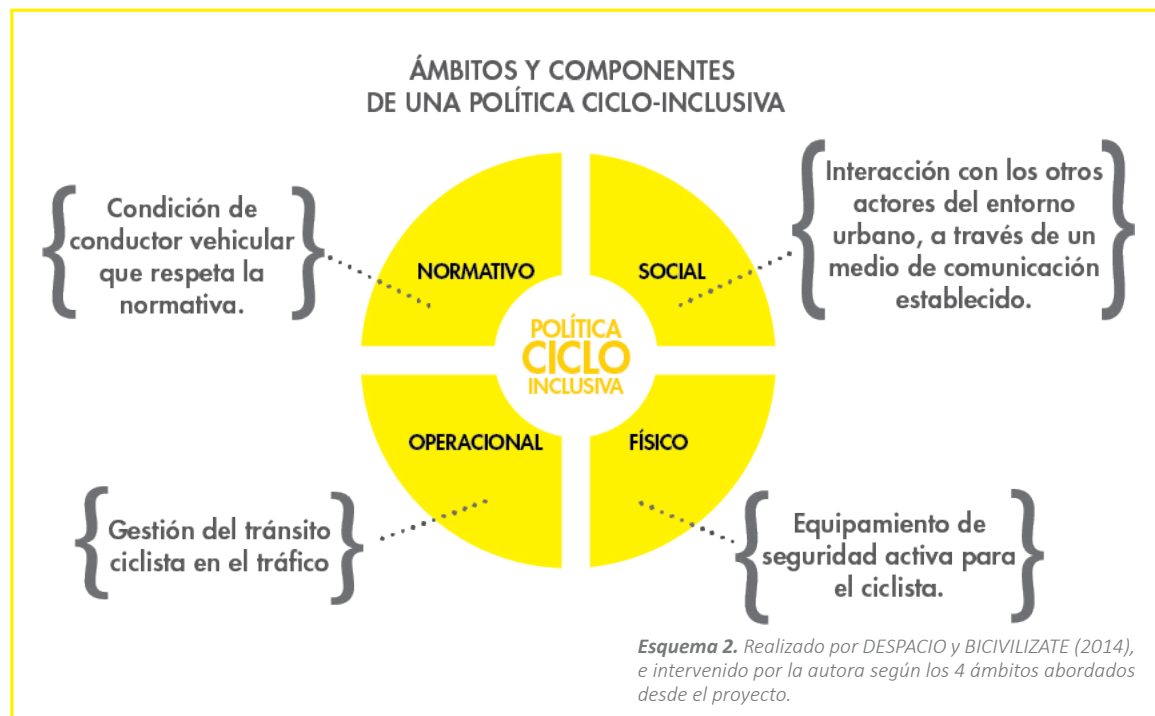 ÁMBITOS Y COMPONENTES
DE UNA POLÍTICA CICLO-INCLUSIVA
Condición de
conductor vehicular
que respeta la
normativa.
Interacción con los otros
actores del entorno
urbano, a través de un
medio de comunicación
establecido.
NORMATIVO
SOCIAL
POLÍTICA
CICLO
INCLUSIVA
OPERACIONAL
FÍSICO
Gestión del tránsito
ciclista en el tráfico
Equipamiento de
seguridad activa para
el ciclista.
Esquema 2. Realizado por DESPACIO y BICIVILIZATE (2014),
e intervenido por la autora según los 4 ámbitos abordados
desde el proyecto.